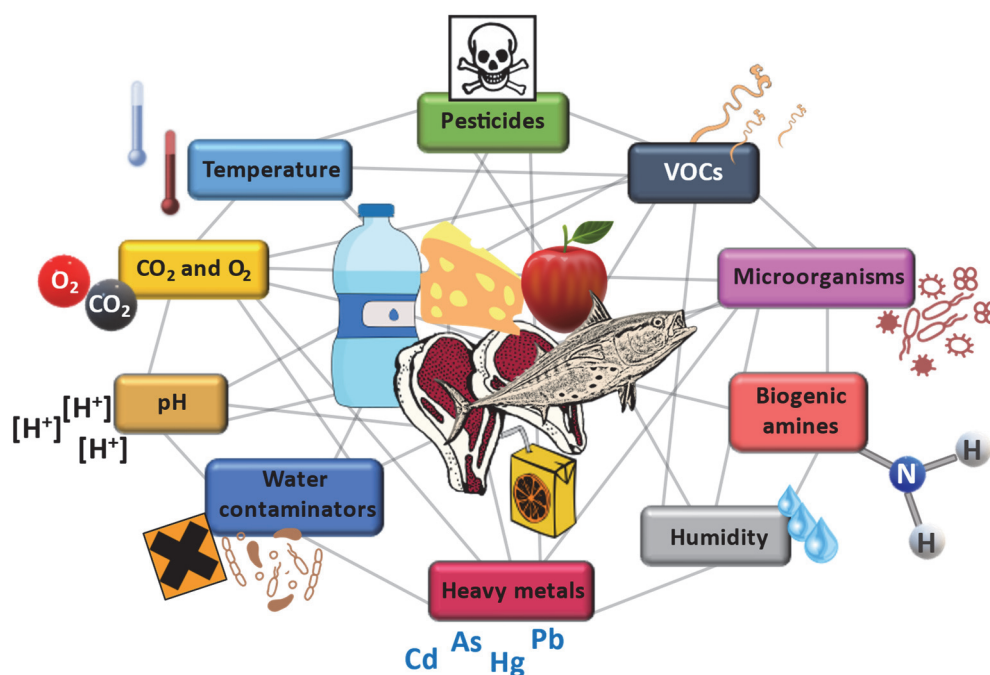 Pesticides
Temperature
VOCs
CO₂ and O₂
O₂
CO₂
Microorganisms
pH
[H⁺]
[H⁺]
[H⁺]
Biogenic
amines
N
H
H
Water
contaminators
Humidity
Heavy metals
Cd
As
Hg
Pb